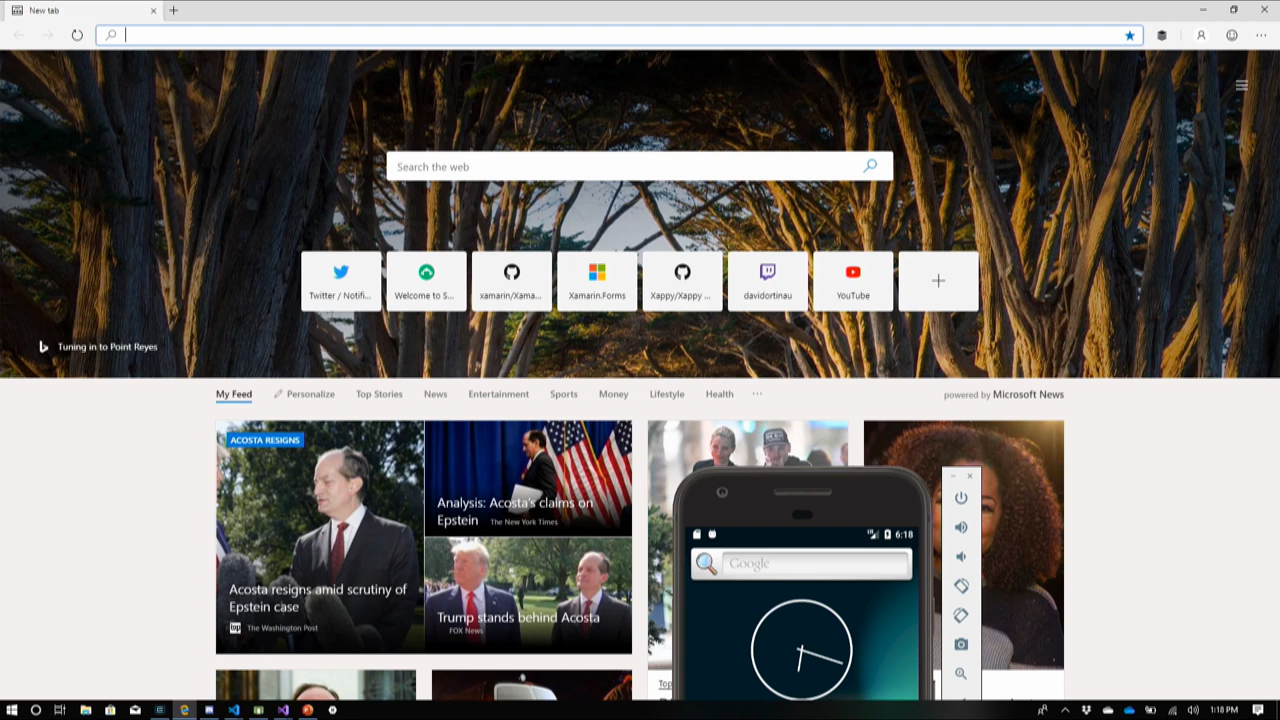 New tab
Search the web
Twitter / Notifi...
Welcome to S...
xamarin/Xama...
Xamarin.Forms
Xappy/Xappy ...
davidortinau
YouTube
Tuning in to Point Reyes
My Feed
Personalize
Top Stories
News
Entertainment
Sports
Money
Lifestyle
Health
powered by Microsoft News
ACOSTA RESIGNS
Acosta resigns amid scrutiny of
Epstein case
The Washington Post
Analysis: Acosta's claims on
Epstein The New York Times
Trump stands behind Acosta
FOX News
6:18
Google
Top
1:18 PM